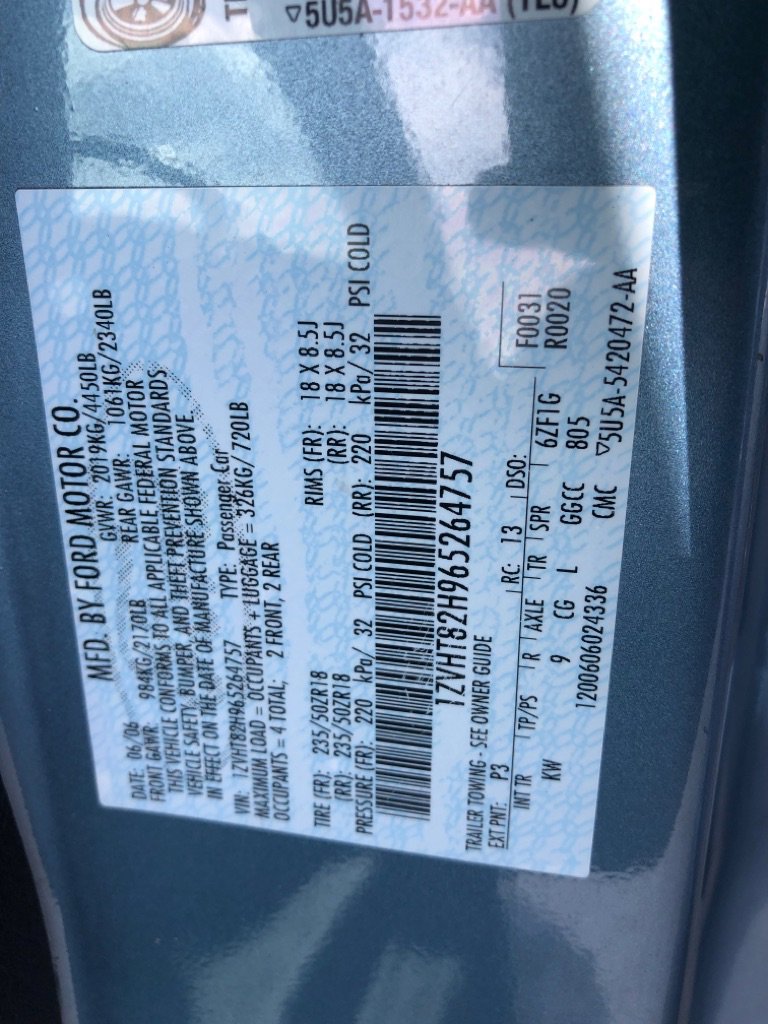 5U5A-1532-AA
MFD. BY FORD MOTOR CO.
DATE: 06/06 GVWR: 2019KG/4450LB
FRONT GAWR: 984KG/2170LB REAR GAWR: 1061KG/2340LB
THIS VEHICLE CONFORMS TO ALL APPLICABLE FEDERAL MOTOR
VEHICLE SAFETY, BUMPER, AND THEFT PREVENTION STANDARDS
IN EFFECT ON THE DATE OF MANUFACTURE SHOWN ABOVE.
VIN: 1ZVHT82H965264757 TYPE: Passenger Car
MAXIMUM LOAD = OCCUPANTS + LUGGAGE = 326KG/ 720LB
OCCUPANTS = 4 TOTAL; 2 FRONT, 2 REAR
TIRE (FR): 235/50ZR18 RIMS (FR): 18 X 8.5J
(RR): 235/50ZR18 (RR): 18 X 8.5J
PRESSURE (FR): 220 kPa/ 32 PSI COLD (RR): 220 kPa/ 32 PSI COLD
1ZVHT82H965264757
TRAILER TOWING - SEE OWNER GUIDE
EXT PNT: P3 RC: 13 DSO: F0031
R0020
INT TR TP/PS R AXLE TR SPR 6ZF1G
KW 9 CG L GGCC 805
1200606024336 CMC ▽5U5A-5420472-AA